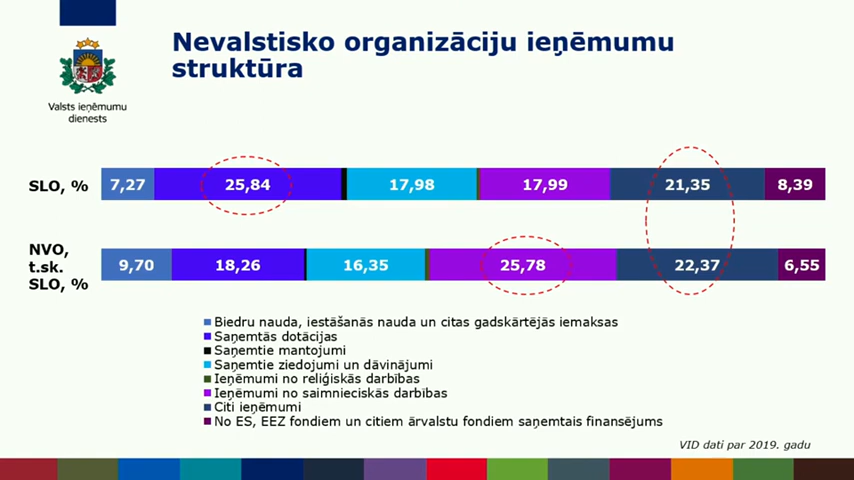 Nevalstisko organizāciju ieņēmumu
struktūra
Valsts ieņēmumu
dienests
SLO, %
7,27 25,84 17,98 17,99 21,35 8,39
NVO,
t.sk.
SLO, %
9,70 18,26 16,35 25,78 22,37 6,55
Biedru nauda, iestāšanās nauda un citas gadskārtējās iemaksas
Saņemtās dotācijas
Saņemtie mantojumi
Saņemtie ziedojumi un dāvinājumi
Ieņēmumi no reliģiskās darbības
Ieņēmumi no saimnieciskās darbības
Citi ieņēmumi
No ES, EEZ fondiem un citiem ārvalstu fondiem saņemtais finansējums
VID dati par 2019. gadu